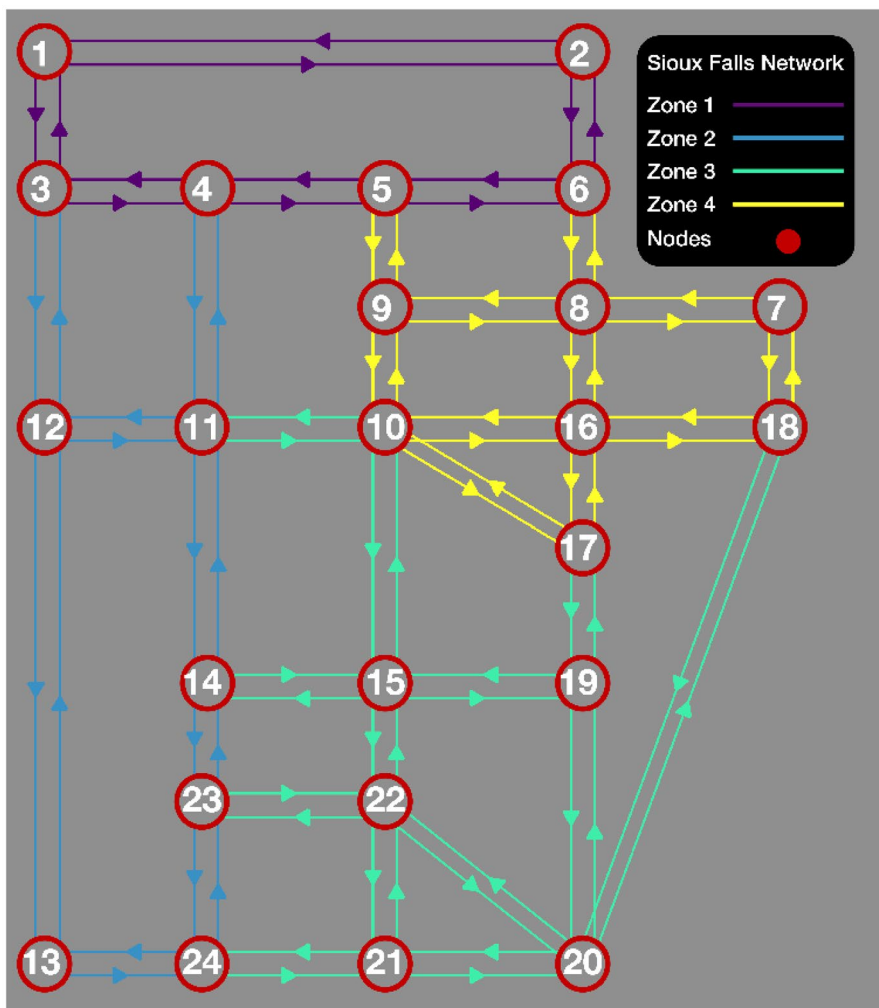 1 2
Sioux Falls Network
Zone 1
Zone 2
Zone 3
Zone 4
Nodes
3 4 5 6
9 8 7
12 11 10 16 18
17
14 15 19
23 22
13 24 21 20